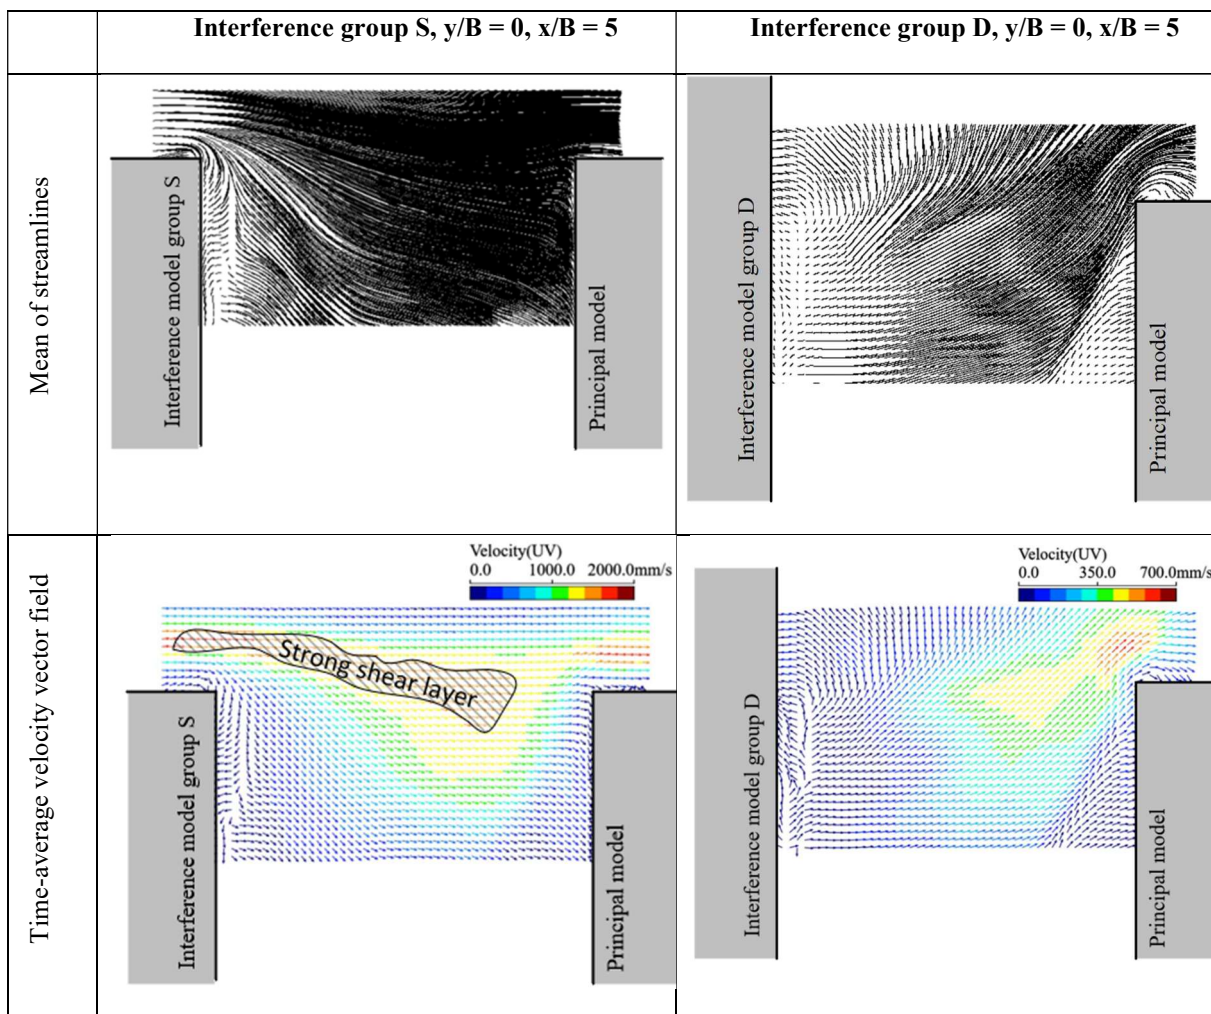 Interference group S, y/B = 0, x/B = 5
Interference group D, y/B = 0, x/B = 5
Mean of streamlines
Interference model group S
Principal model
Interference model group D
Principal model
Time-average velocity vector field
Velocity(UV)
0.0 1000.0 2000.0mm/s
Strong shear layer
Interference model group S
Principal model
Velocity(UV)
0.0 350.0 700.0mm/s
Interference model group D
Principal model